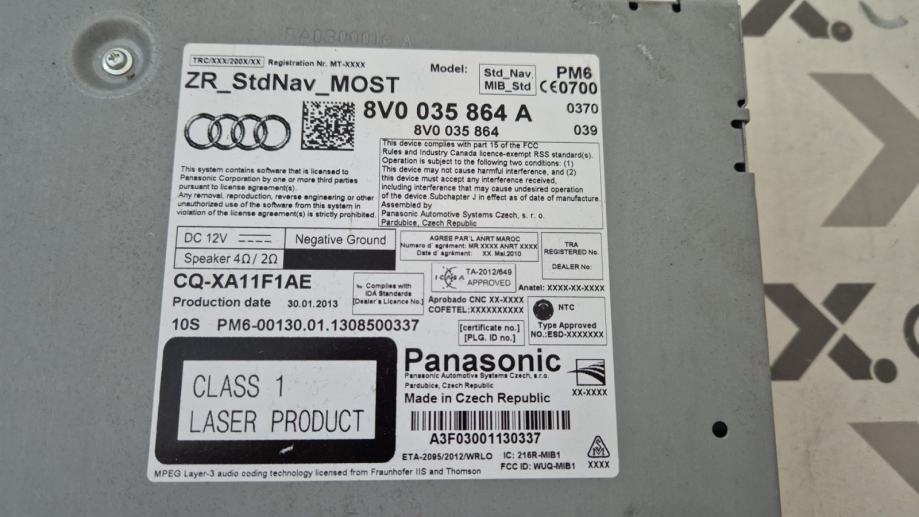 TRC/XXX/200X/XX Registration Nr. MT-XXXX
ZR_StdNav_MOST
Model: Std_Nav,
MIB_Std
PM6
CE0700
8V0 035 864 A
0370
8V0 035 864
039
This system contains software that is licensed to
Panasonic Corporation by one or more third parties
pursuant to license agreement(s).
Any removal, reproduction, reverse engineering or other
unauthorized use of the software from this system in
violation of the license agreement(s) is strictly prohibited.
This device complies with part 15 of the FCC
Rules and Industry Canada licence-exempt RSS standard(s).
Operation is subject to the following two conditions: (1)
This device may not cause harmful interference, and (2)
this device must accept any interference received,
including interference that may cause undesired operation
of the device.Subchapter J in effect as of date of manufacture.
Assembled by
Panasonic Automotive Systems Czech, s. r. o.
Pardubice, Czech Republic
DC 12V
Negative Ground
Speaker 4Ω / 2Ω
AGREE PAR'L ANRT MAROC
Numero d' agrément: MR XXXX ANRT XXXX
Date d' agrément: XX. Mai.2010
TRA
REGISTERED No.
DEALER No.
CQ-XA11F1AE
Complies with
IDA Standards
[Dealer's Licence No.]
TA-2012/649
APPROVED
Anatel: XXXX-XX-XXXX
Production date 30.01.2013
Aprobado CNC XX-XXXX
COFETEL:XXXXXXXXXX
NTC
Type Approved
NO.:ESD-XXXXXXX
10S PM6-00130.01.1308500337
[certificate no.]
[PLG. ID no.]
CLASS 1
LASER PRODUCT
Panasonic
Panasonic Automotive Systems Czech, s.r.o.
Pardubice, Czech Republic
XX-XXXX
Made in Czech Republic
A3F03001130337
ETA-2095/2012/WRLO IC: 216R-MIB1
FCC ID: WUQ-MIB1
XXXX
MPEG Layer-3 audio coding technology licensed from Fraunhofer IIS and Thomson